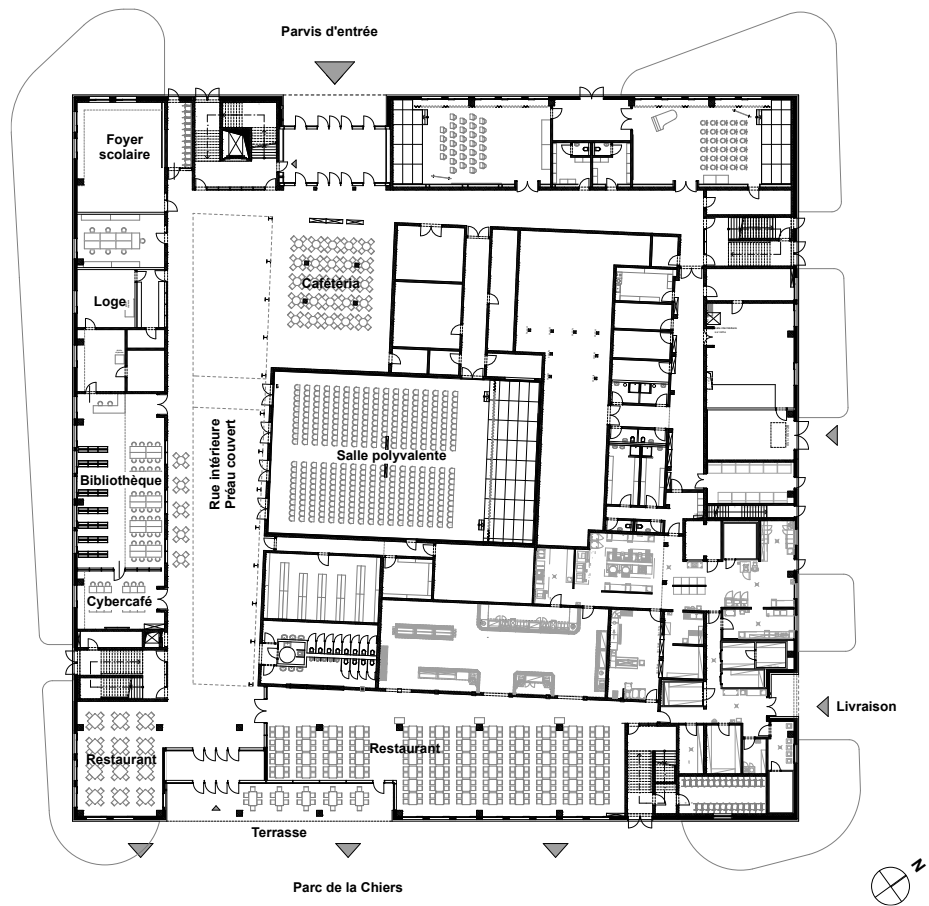 Parvis d'entrée
Foyer
scolaire
Cafétéria
Loge
Rue intérieure
Préau couvert
Salle polyvalente
Bibliothèque
Cybercafé
Livraison
Restaurant
Restaurant
Terrasse
Parc de la Chiers
N